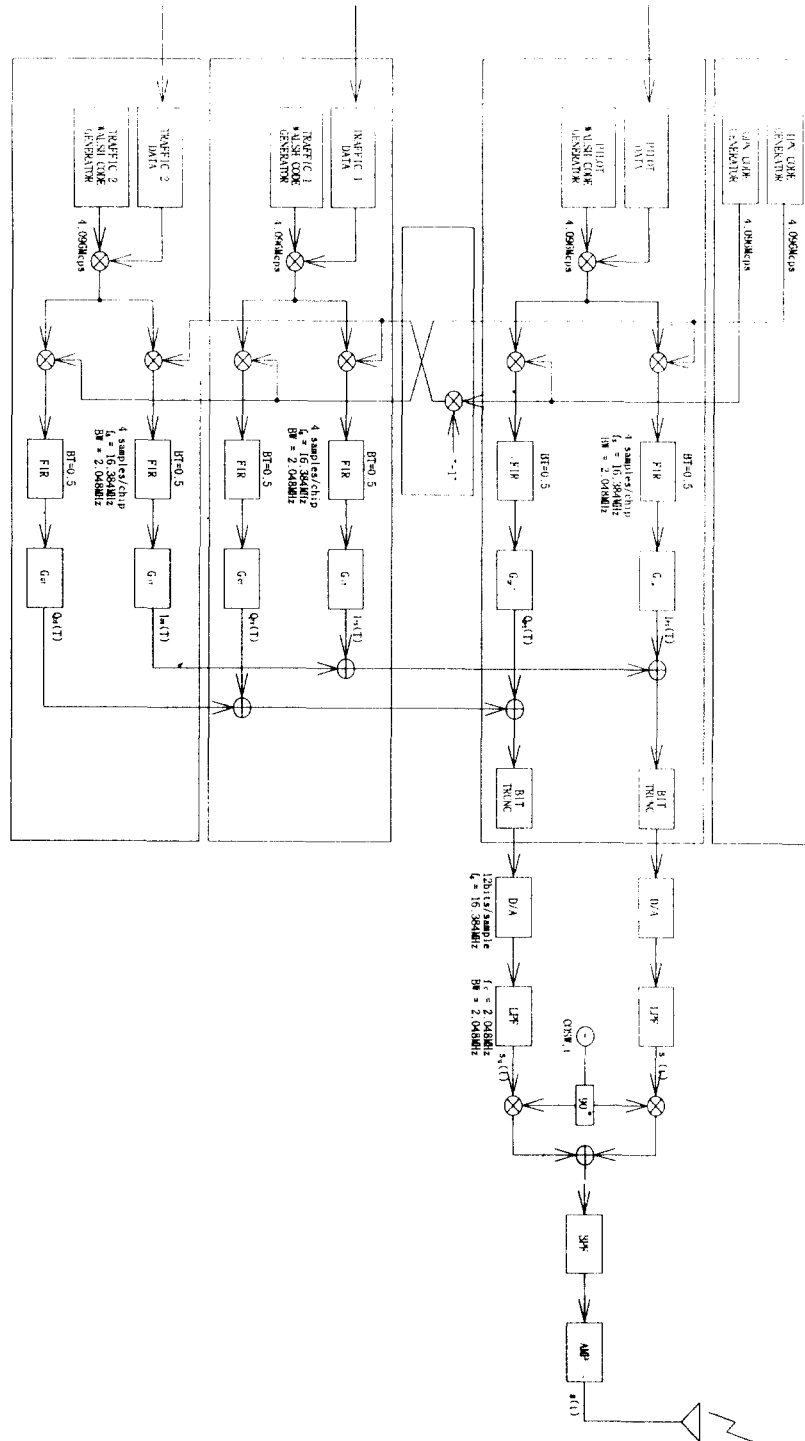 GENERATOR
CODE
GENERATOR
4.096Mcps
4.096Mcps
PILOT
DATA
PILOT
WALSH CODE
GENERATOR
4.096Mcps
BT=0.5
FIR
4 samples/chip
fs = 16.384MHz
BW = 2.048MHz
BT=0.5
FIR
BIT
TRUNC
BIT
TRUNC
D/A
D/A
12bits/sample
fs = 16.384MHz
LPF
LPF
fc = 2.048MHz
BW = 2.048MHz
90°
BPF
AMP
s(t)
"-1"
TRAFFIC 1
DATA
TRAFFIC 1
WALSH CODE
GENERATOR
4.096Mcps
BT=0.5
FIR
4 samples/chip
fs = 16.384MHz
BW = 2.048MHz
BT=0.5
FIR
TRAFFIC 2
DATA
TRAFFIC 2
WALSH CODE
GENERATOR
4.096Mcps
BT=0.5
FIR
4 samples/chip
fs = 16.384MHz
BW = 2.048MHz
BT=0.5
FIR